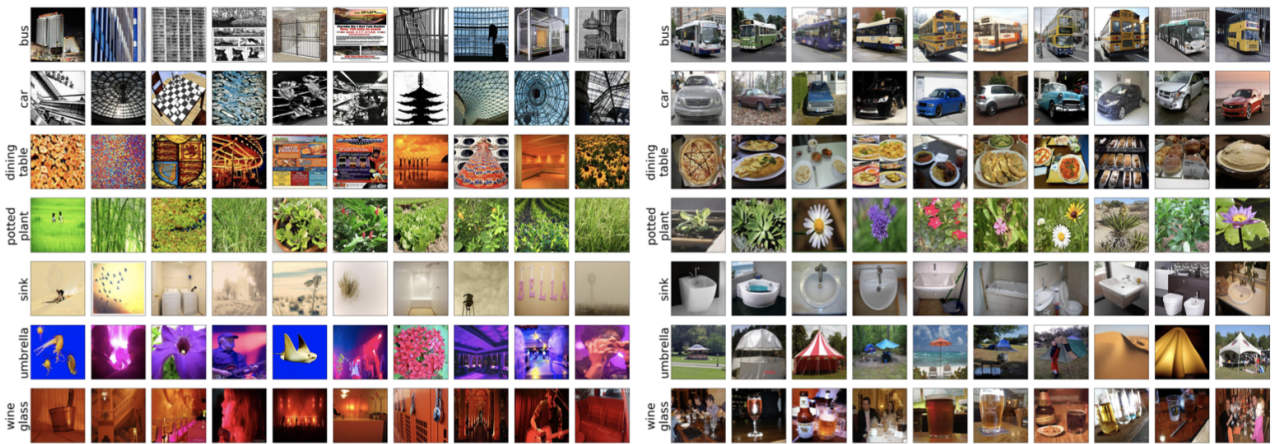 bus
car
dining
table
potted
plant
sink
umbrella
wine
glass
bus
car
dining
table
potted
plant
sink
umbrella
wine
glass